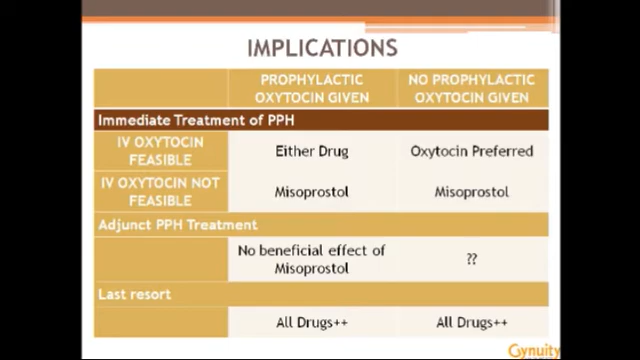 IMPLICATIONS
PROPHYLACTIC
OXYTOCIN GIVEN
NO PROPHYLACTIC
OXYTOCIN GIVEN
Immediate Treatment of PPH
IV OXYTOCIN
FEASIBLE
Either Drug
Oxytocin Preferred
IV OXYTOCIN NOT
FEASIBLE
Misoprostol
Misoprostol
Adjunct PPH Treatment
No beneficial effect of
Misoprostol
??
Last resort
All Drugs++
All Drugs++
Gynuity